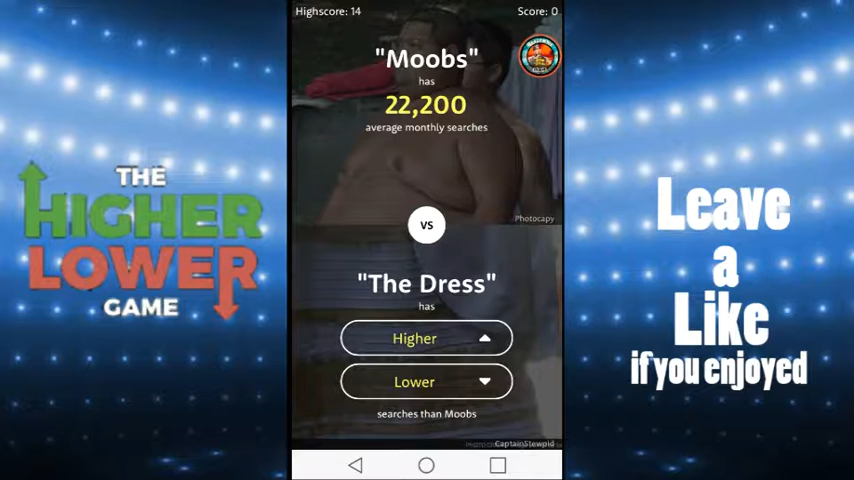 Highscore: 14
Score: 0
"Moobs"
has
22,200
average monthly searches
Photocapy
VS
"The Dress"
has
Higher
Lower
searches than Moobs
CaptainStewpid
THE
HIGHER
LOWER
GAME
Leave
a
Like
if you enjoyed